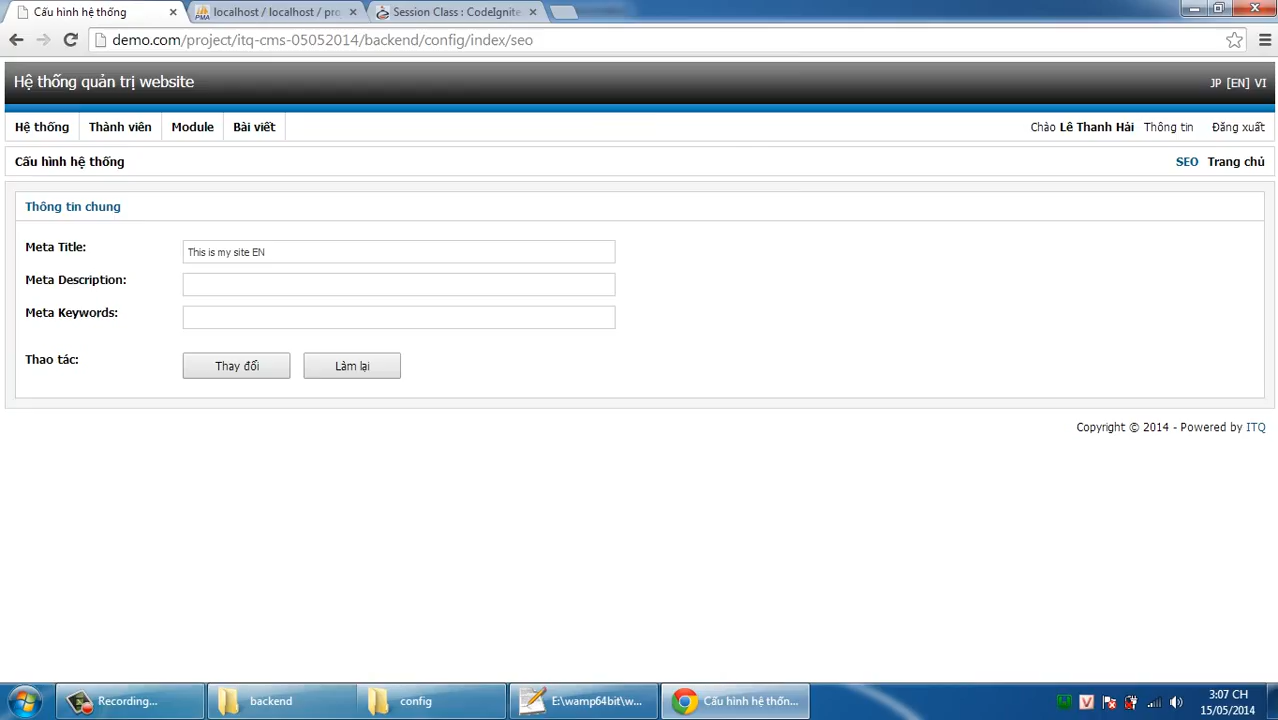 Cấu hình hệ thống
localhost / localhost / pro
Session Class : CodeIgnite
demo.com/project/itq-cms-05052014/backend/config/index/seo
Hệ thống quản trị website
JP [EN] VI
Hệ thống Thành viên Module Bài viết
Chào Lê Thanh Hải Thông tin Đăng xuất
Cấu hình hệ thống
SEO Trang chủ
Thông tin chung
Meta Title: This is my site EN
Meta Description:
Meta Keywords:
Thao tác: Thay đổi Làm lại
Copyright © 2014 - Powered by ITQ
Recording... backend config E:\wamp64bit\w... Cấu hình hệ thốn...
3:07 CH
15/05/2014